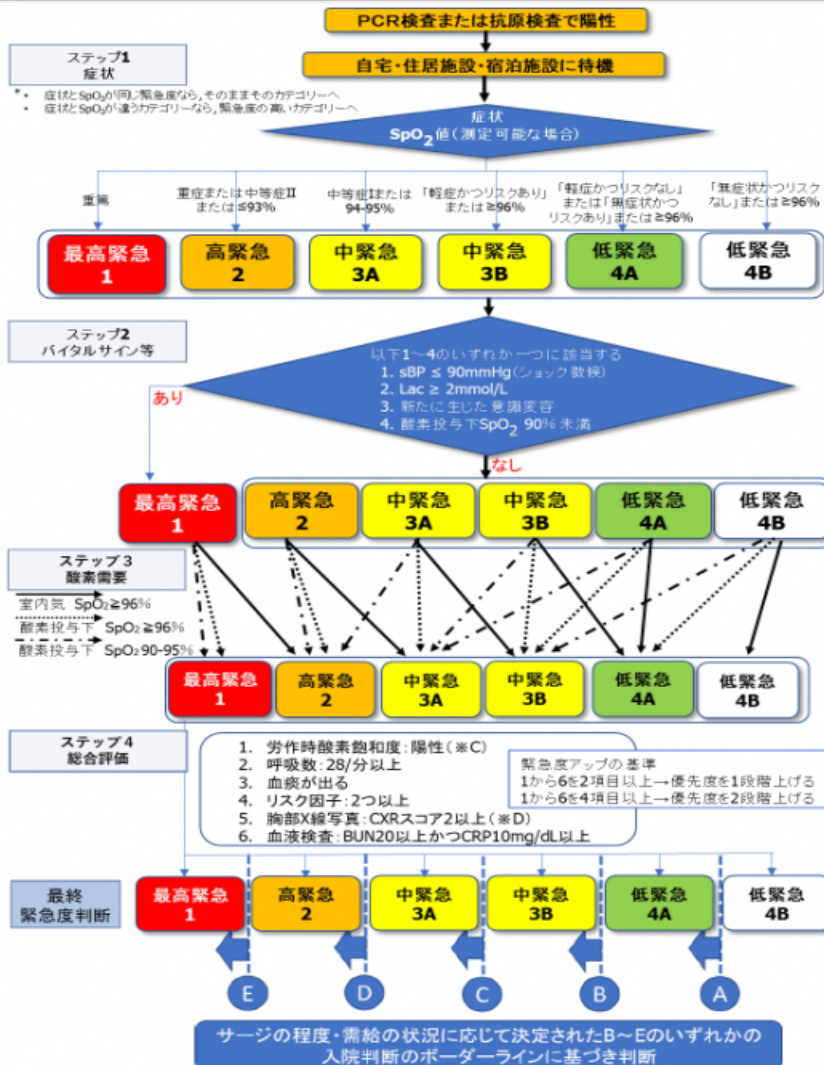 PCR検査または抗原検査で陽性
ステップ1
症状
自宅・住居施設・宿泊施設に待機
*・ 症状とSpO₂が同じ緊急度なら,そのままそのカテゴリーへ
・ 症状とSpO₂が違うカテゴリーなら,緊急度の高いカテゴリーへ
症状
SpO₂値(測定可能な場合)
重篤
重症または中等症II
または≦93%
中等症Iまたは
94-95%
「軽症かつリスクあり」
または≧96%
「軽症かつリスクなし」
または「無症状かつ
リスクあり」または≧96%
「無症状かつリスク
なし」または≧96%
最高緊急
1
高緊急
2
中緊急
3A
中緊急
3B
低緊急
4A
低緊急
4B
ステップ2
バイタルサイン等
以下1~4のいずれか一つに該当する
1. sBP ≤ 90mmHg(ショック徴候)
2. Lac ≥ 2mmol/L
3. 新たに生じた意識変容
4. 酸素投与下SpO₂ 90% 未満
あり
なし
最高緊急
1
高緊急
2
中緊急
3A
中緊急
3B
低緊急
4A
低緊急
4B
ステップ3
酸素需要
室内気 SpO₂≧96%
酸素投与下 SpO₂≧96%
酸素投与下 SpO₂90-95%
最高緊急
1
高緊急
2
中緊急
3A
中緊急
3B
低緊急
4A
低緊急
4B
ステップ4
総合評価
1. 労作時酸素飽和度:陽性(※C)
2. 呼吸数:28/分以上
3. 血痰が出る
4. リスク因子:2つ以上
5. 胸部X線写真:CXRスコア2以上(※D)
6. 血液検査:BUN20以上かつCRP10mg/dL以上
緊急度アップの基準
1から6を2項目以上→優先度を1段階上げる
1から6を4項目以上→優先度を2段階上げる
最終
緊急度判断
最高緊急
1
高緊急
2
中緊急
3A
中緊急
3B
低緊急
4A
低緊急
4B
E
D
C
B
A
サージの程度・需給の状況に応じて決定されたB~Eのいずれかの
入院判断のボーダーラインに基づき判断